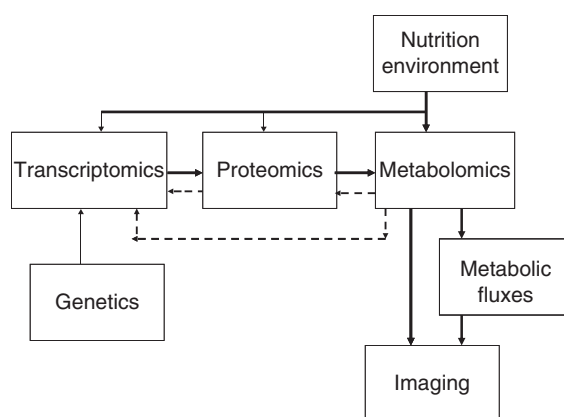 Nutrition
environment
Transcriptomics
Proteomics
Metabolomics
Genetics
Metabolic
fluxes
Imaging